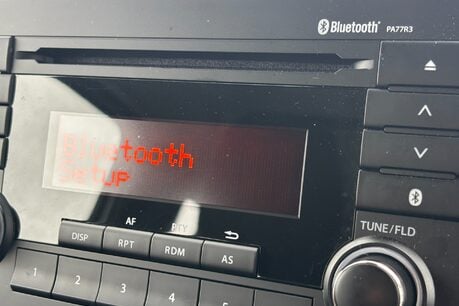 Bluetooth® PA77R3
Bluetooth
Setup
AF PTY
DISP RPT RDM AS
TUNE/FLD
1 2 3 4 5